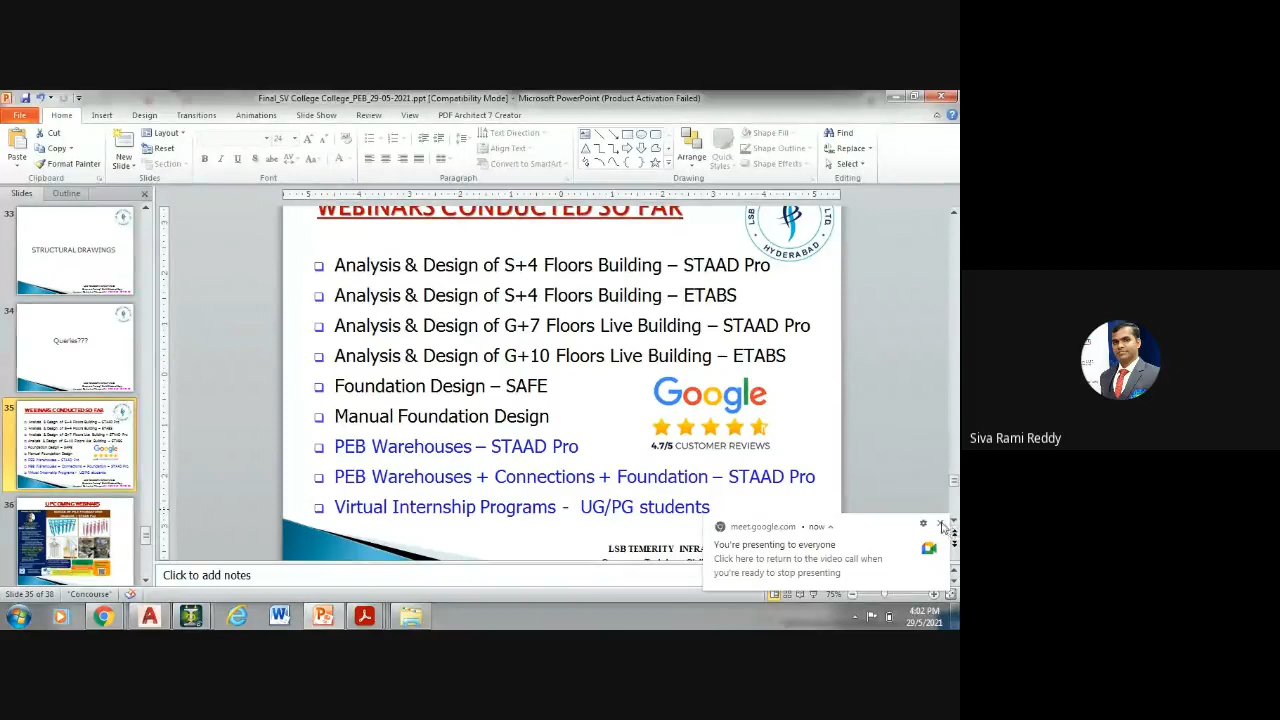 Final_SV College College_PEB_29-05-2021.ppt [Compatibility Mode] - Microsoft PowerPoint (Product Activation Failed)
File Home Insert Design Transitions Animations Slide Show Review View PDF Architect 7 Creator
Paste
Cut
Copy
Format Painter
Clipboard
New Slide
Layout
Reset
Section
Slides
24
Font
Text Direction
Align Text
Convert to SmartArt
Paragraph
Arrange
Quick Styles
Shape Fill
Shape Outline
Shape Effects
Drawing
Find
Replace
Select
Editing
Slides Outline
33
STRUCTURAL DRAWINGS
34
Queries???
35
WEBINARS CONDUCTED SO FAR
36
UPCOMING WEBINARS
WEBINARS CONDUCTED SO FAR
LSB LTD
HYDERABAD
Analysis & Design of S+4 Floors Building – STAAD Pro
Analysis & Design of S+4 Floors Building – ETABS
Analysis & Design of G+7 Floors Live Building – STAAD Pro
Analysis & Design of G+10 Floors Live Building – ETABS
Foundation Design – SAFE
Manual Foundation Design
PEB Warehouses – STAAD Pro
PEB Warehouses + Connections + Foundation – STAAD Pro
Virtual Internship Programs - UG/PG students
Google
4.7/5 CUSTOMER REVIEWS
LSB TEMERITY INFRA
meet.google.com • now
You're presenting to everyone
Click here to return to the video call when
you're ready to stop presenting
Click to add notes
Slide 35 of 38 "Concourse" 75%
4:02 PM
29/5/2021
Siva Rami Reddy